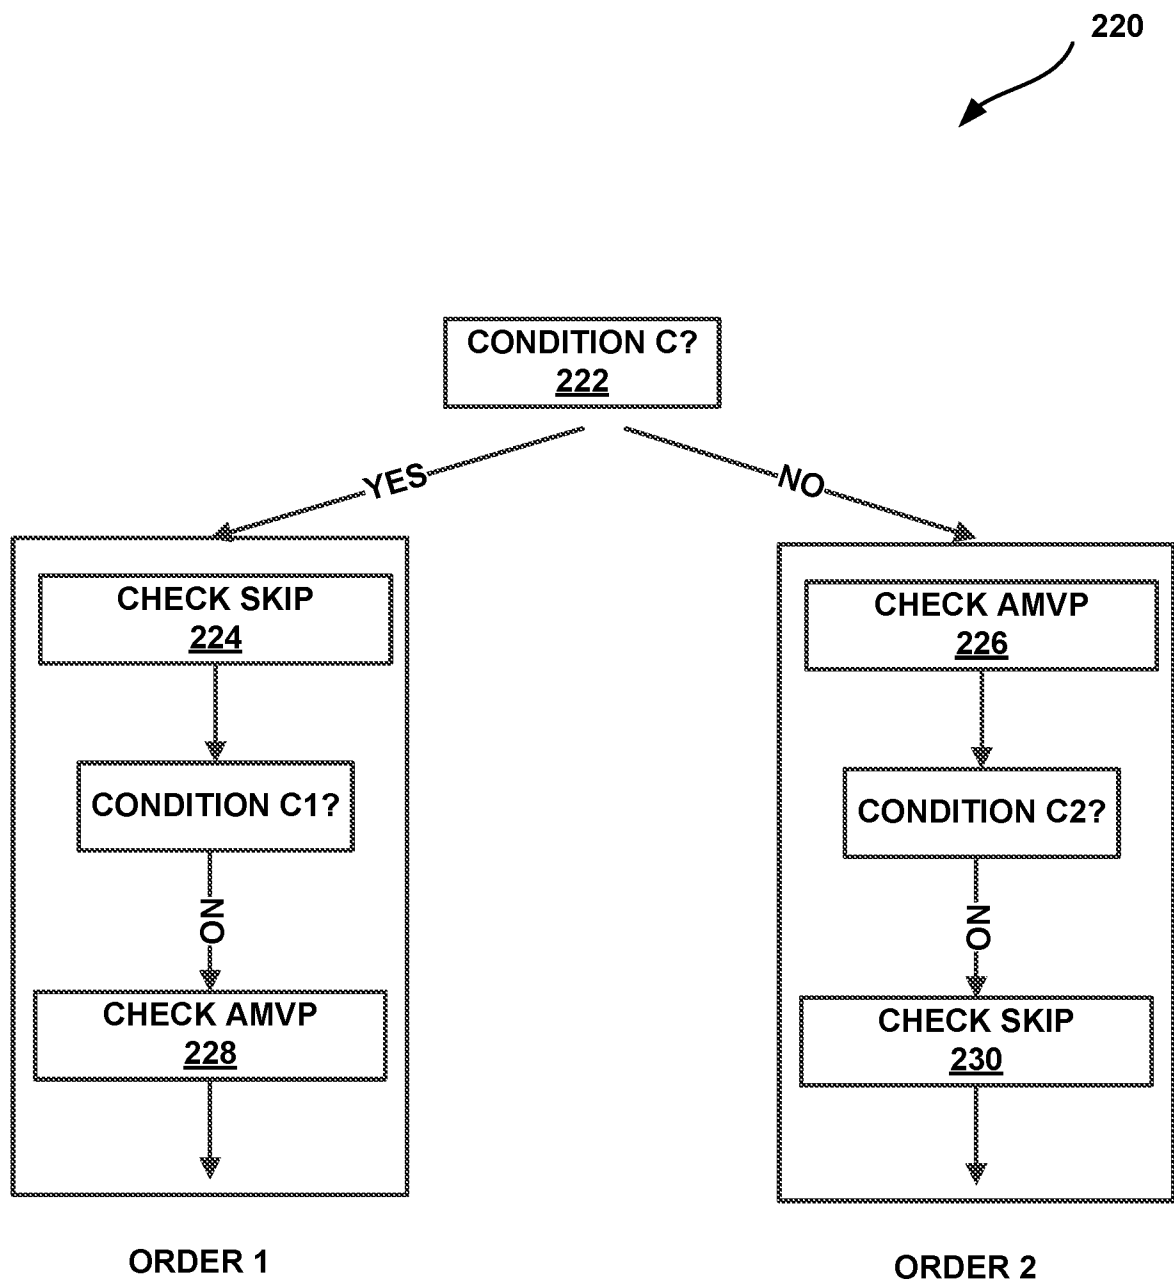 220
CONDITION C?
222
YES
NO
CHECK SKIP
224
CHECK AMVP
226
CONDITION C1?
CONDITION C2?
NO
NO
CHECK AMVP
228
CHECK SKIP
230
ORDER 1
ORDER 2